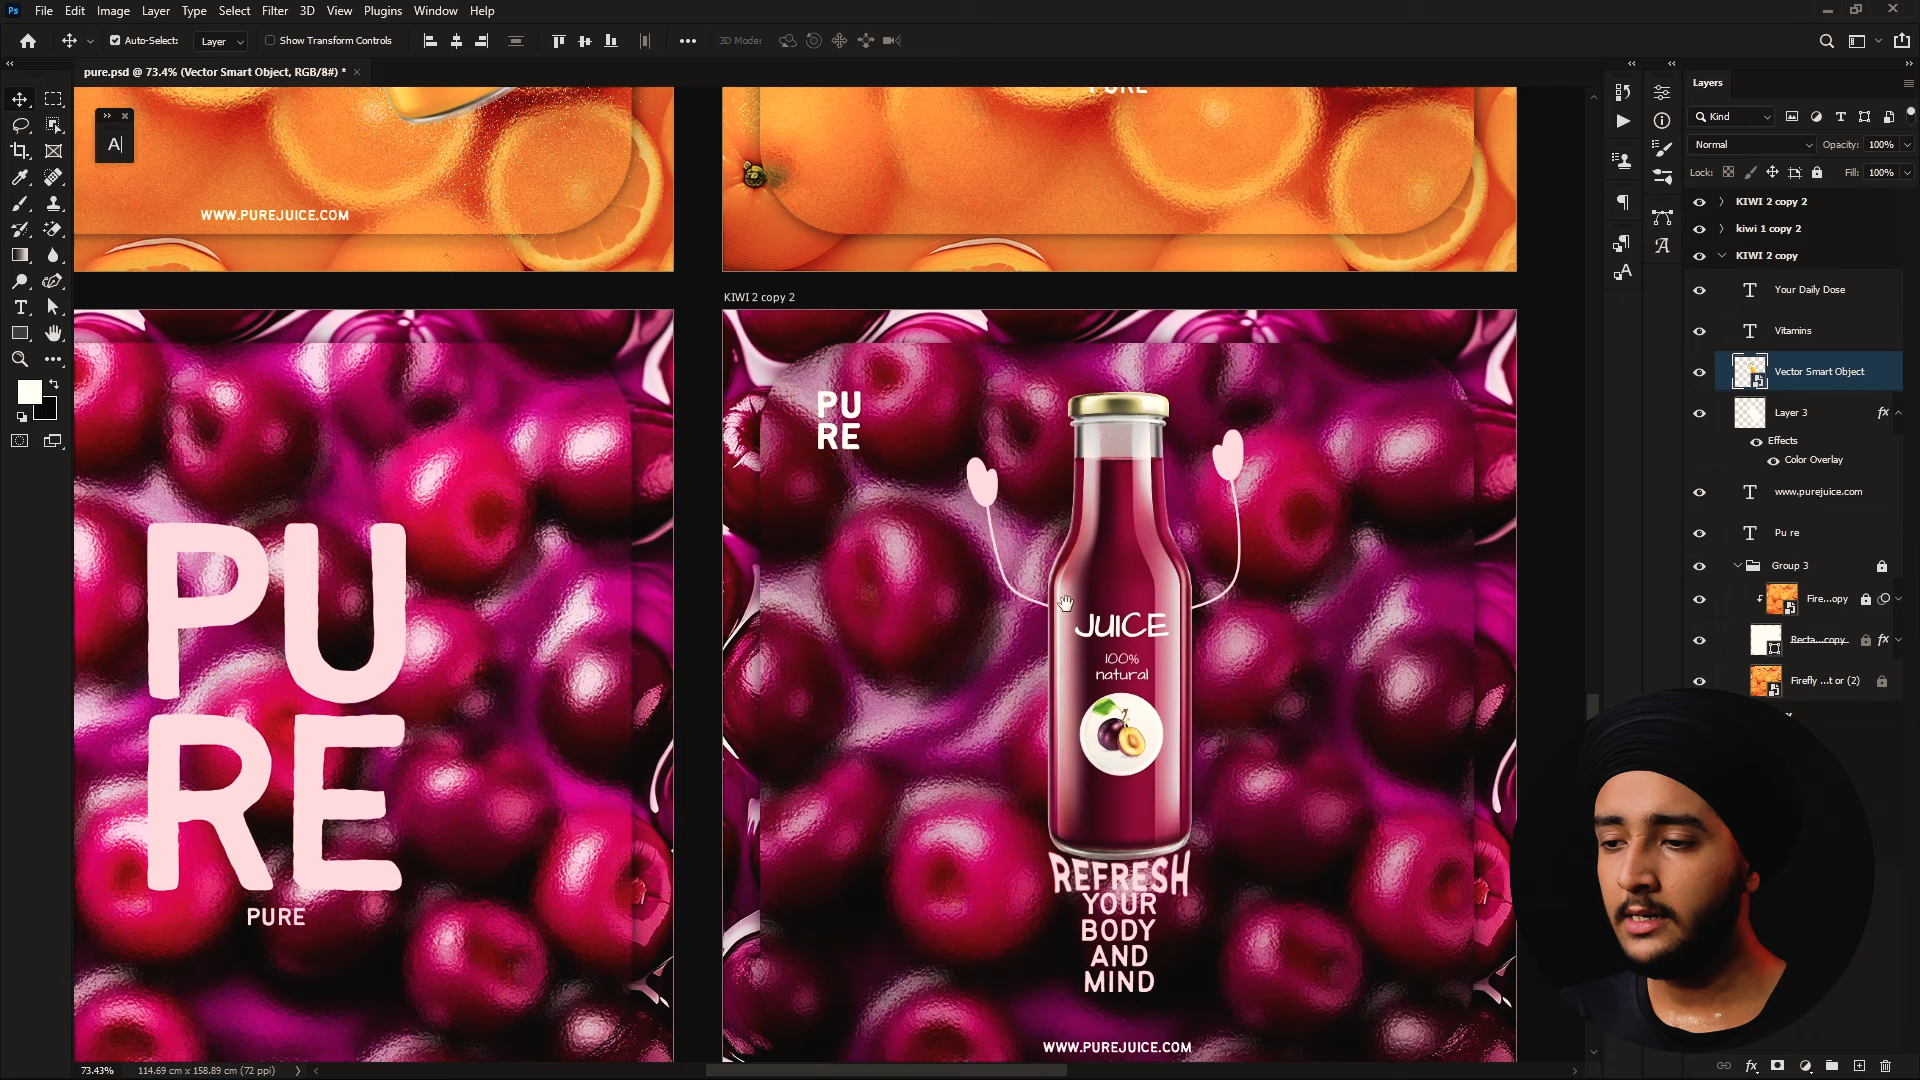 Ps File Edit Image Layer Type Select Filter 3D View Plugins Window Help
Auto-Select: Layer Show Transform Controls 3D Mode:
pure.psd @ 73.4% (Vector Smart Object, RGB/8#) *
A
WWW.PUREJUICE.COM
PURE
KIWI 2 copy 2
PU
RE
JUICE
100%
natural
REFRESH
YOUR
BODY
AND
MIND
WWW.PUREJUICE.COM
PU
RE
PURE
73.43% 114.69 cm x 158.89 cm (72 ppi)
Layers
Kind
Normal Opacity: 100%
Lock: Fill: 100%
KIWI 2 copy 2
kiwi 1 copy 2
KIWI 2 copy
Your Daily Dose
Vitamins
Vector Smart Object
Layer 3 fx
Effects
Color Overlay
www.purejuice.com
Pu re
Group 3
Fire...opy
Recta...copy fx
Firefly ...t or (2)
fx